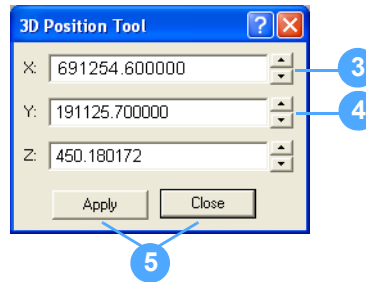 3D Position Tool ?
X: 691254.600000 3
Y: 191125.700000 4
Z: 450.180172
Apply Close
5